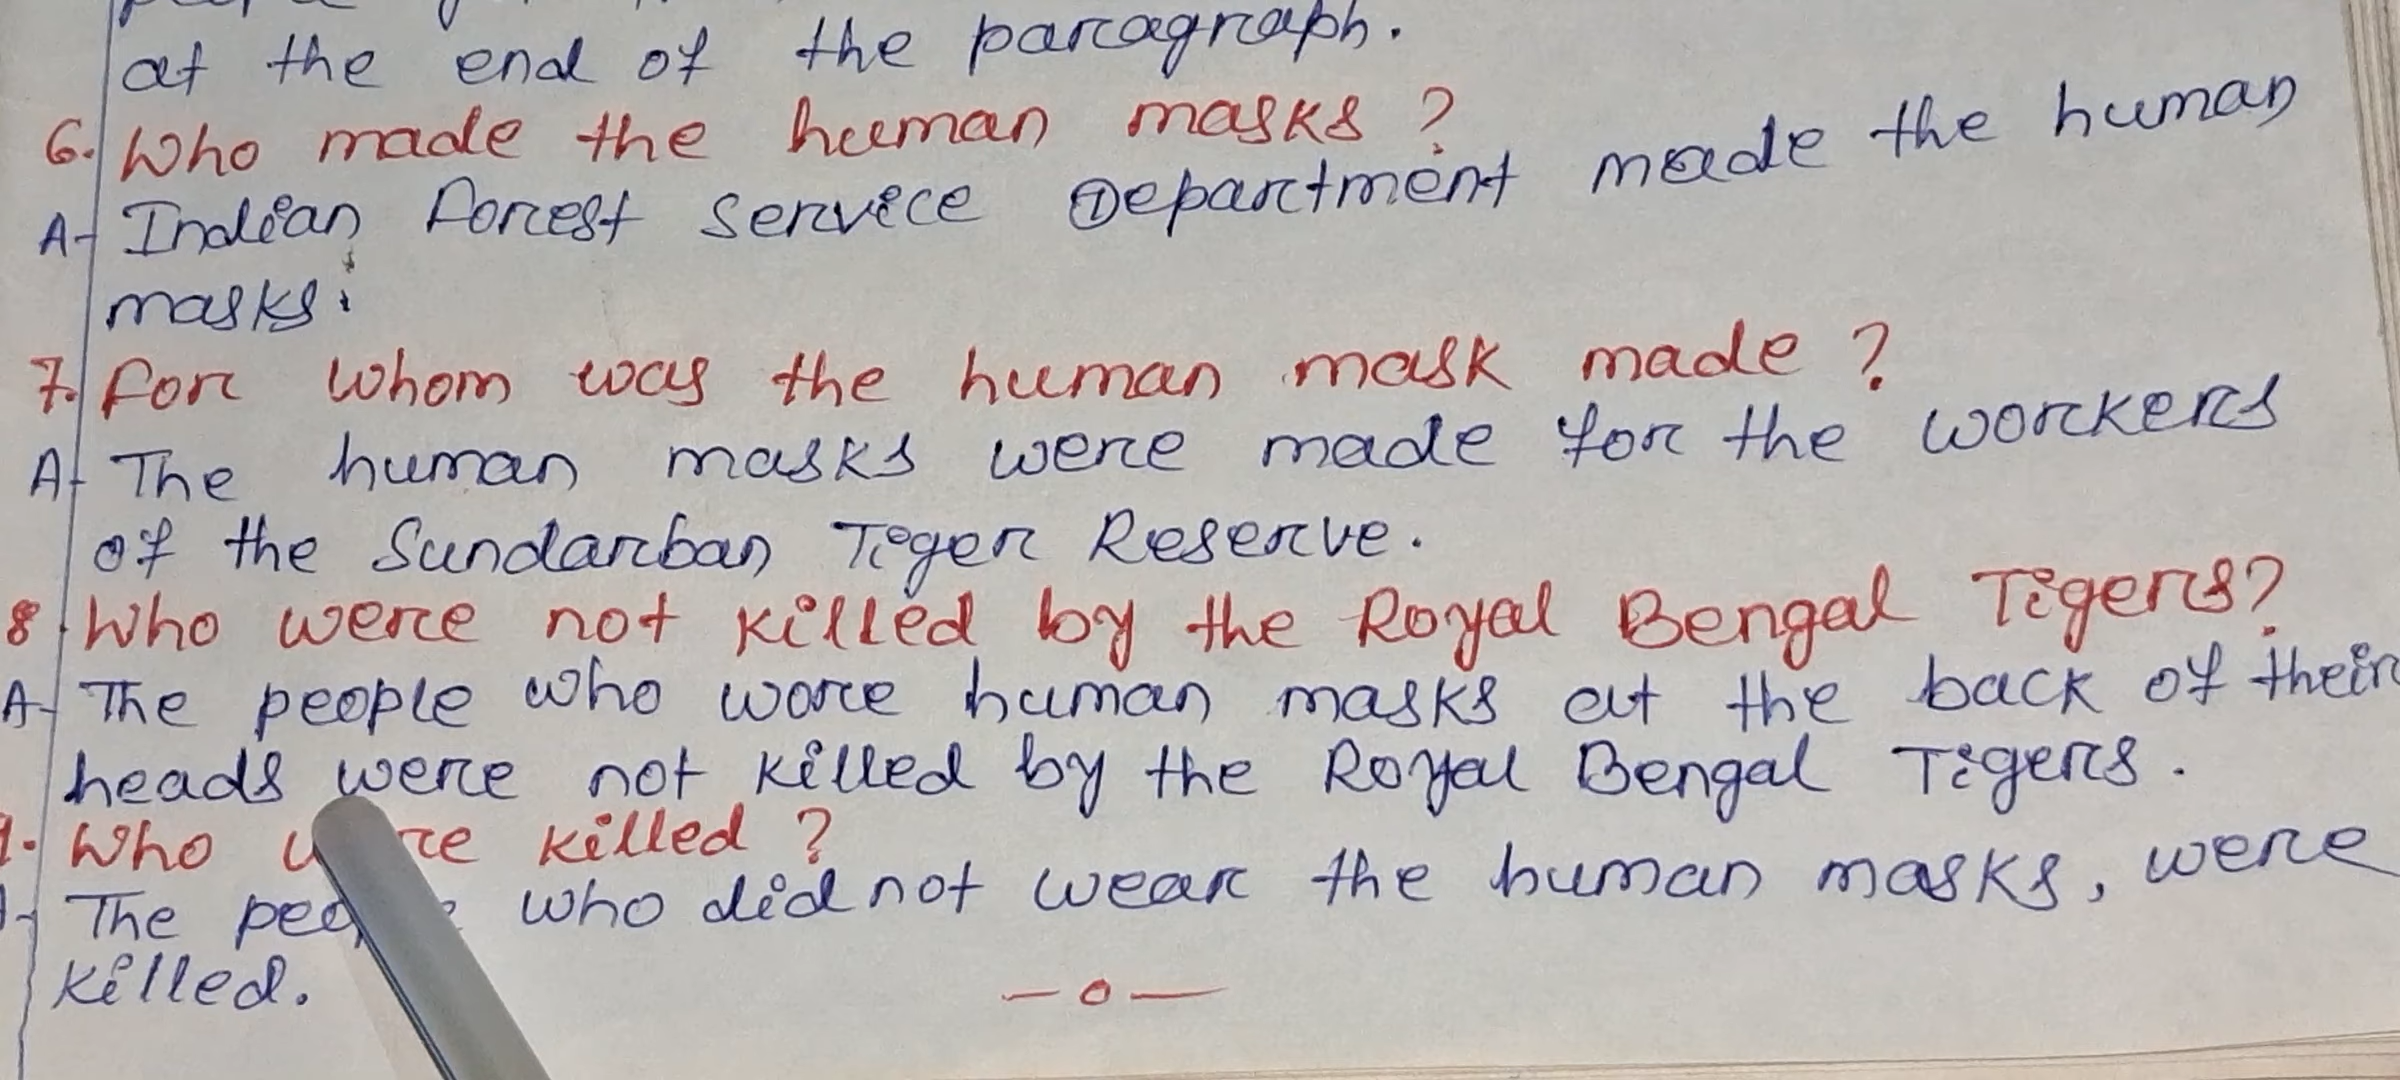 at the end of the paragraph.
6. Who made the human masks ?
A- Indian Forest Service Department made the human
masks.
7. For whom was the human mask made ?
A- The human masks were made for the workers
of the Sundarban Tiger Reserve.
8. Who were not killed by the Royal Bengal Tigers?
A- The people who wore human masks at the back of their
heads were not killed by the Royal Bengal Tigers.
Who killed ?
The who did not wear the human masks, were
killed.
— 0 —